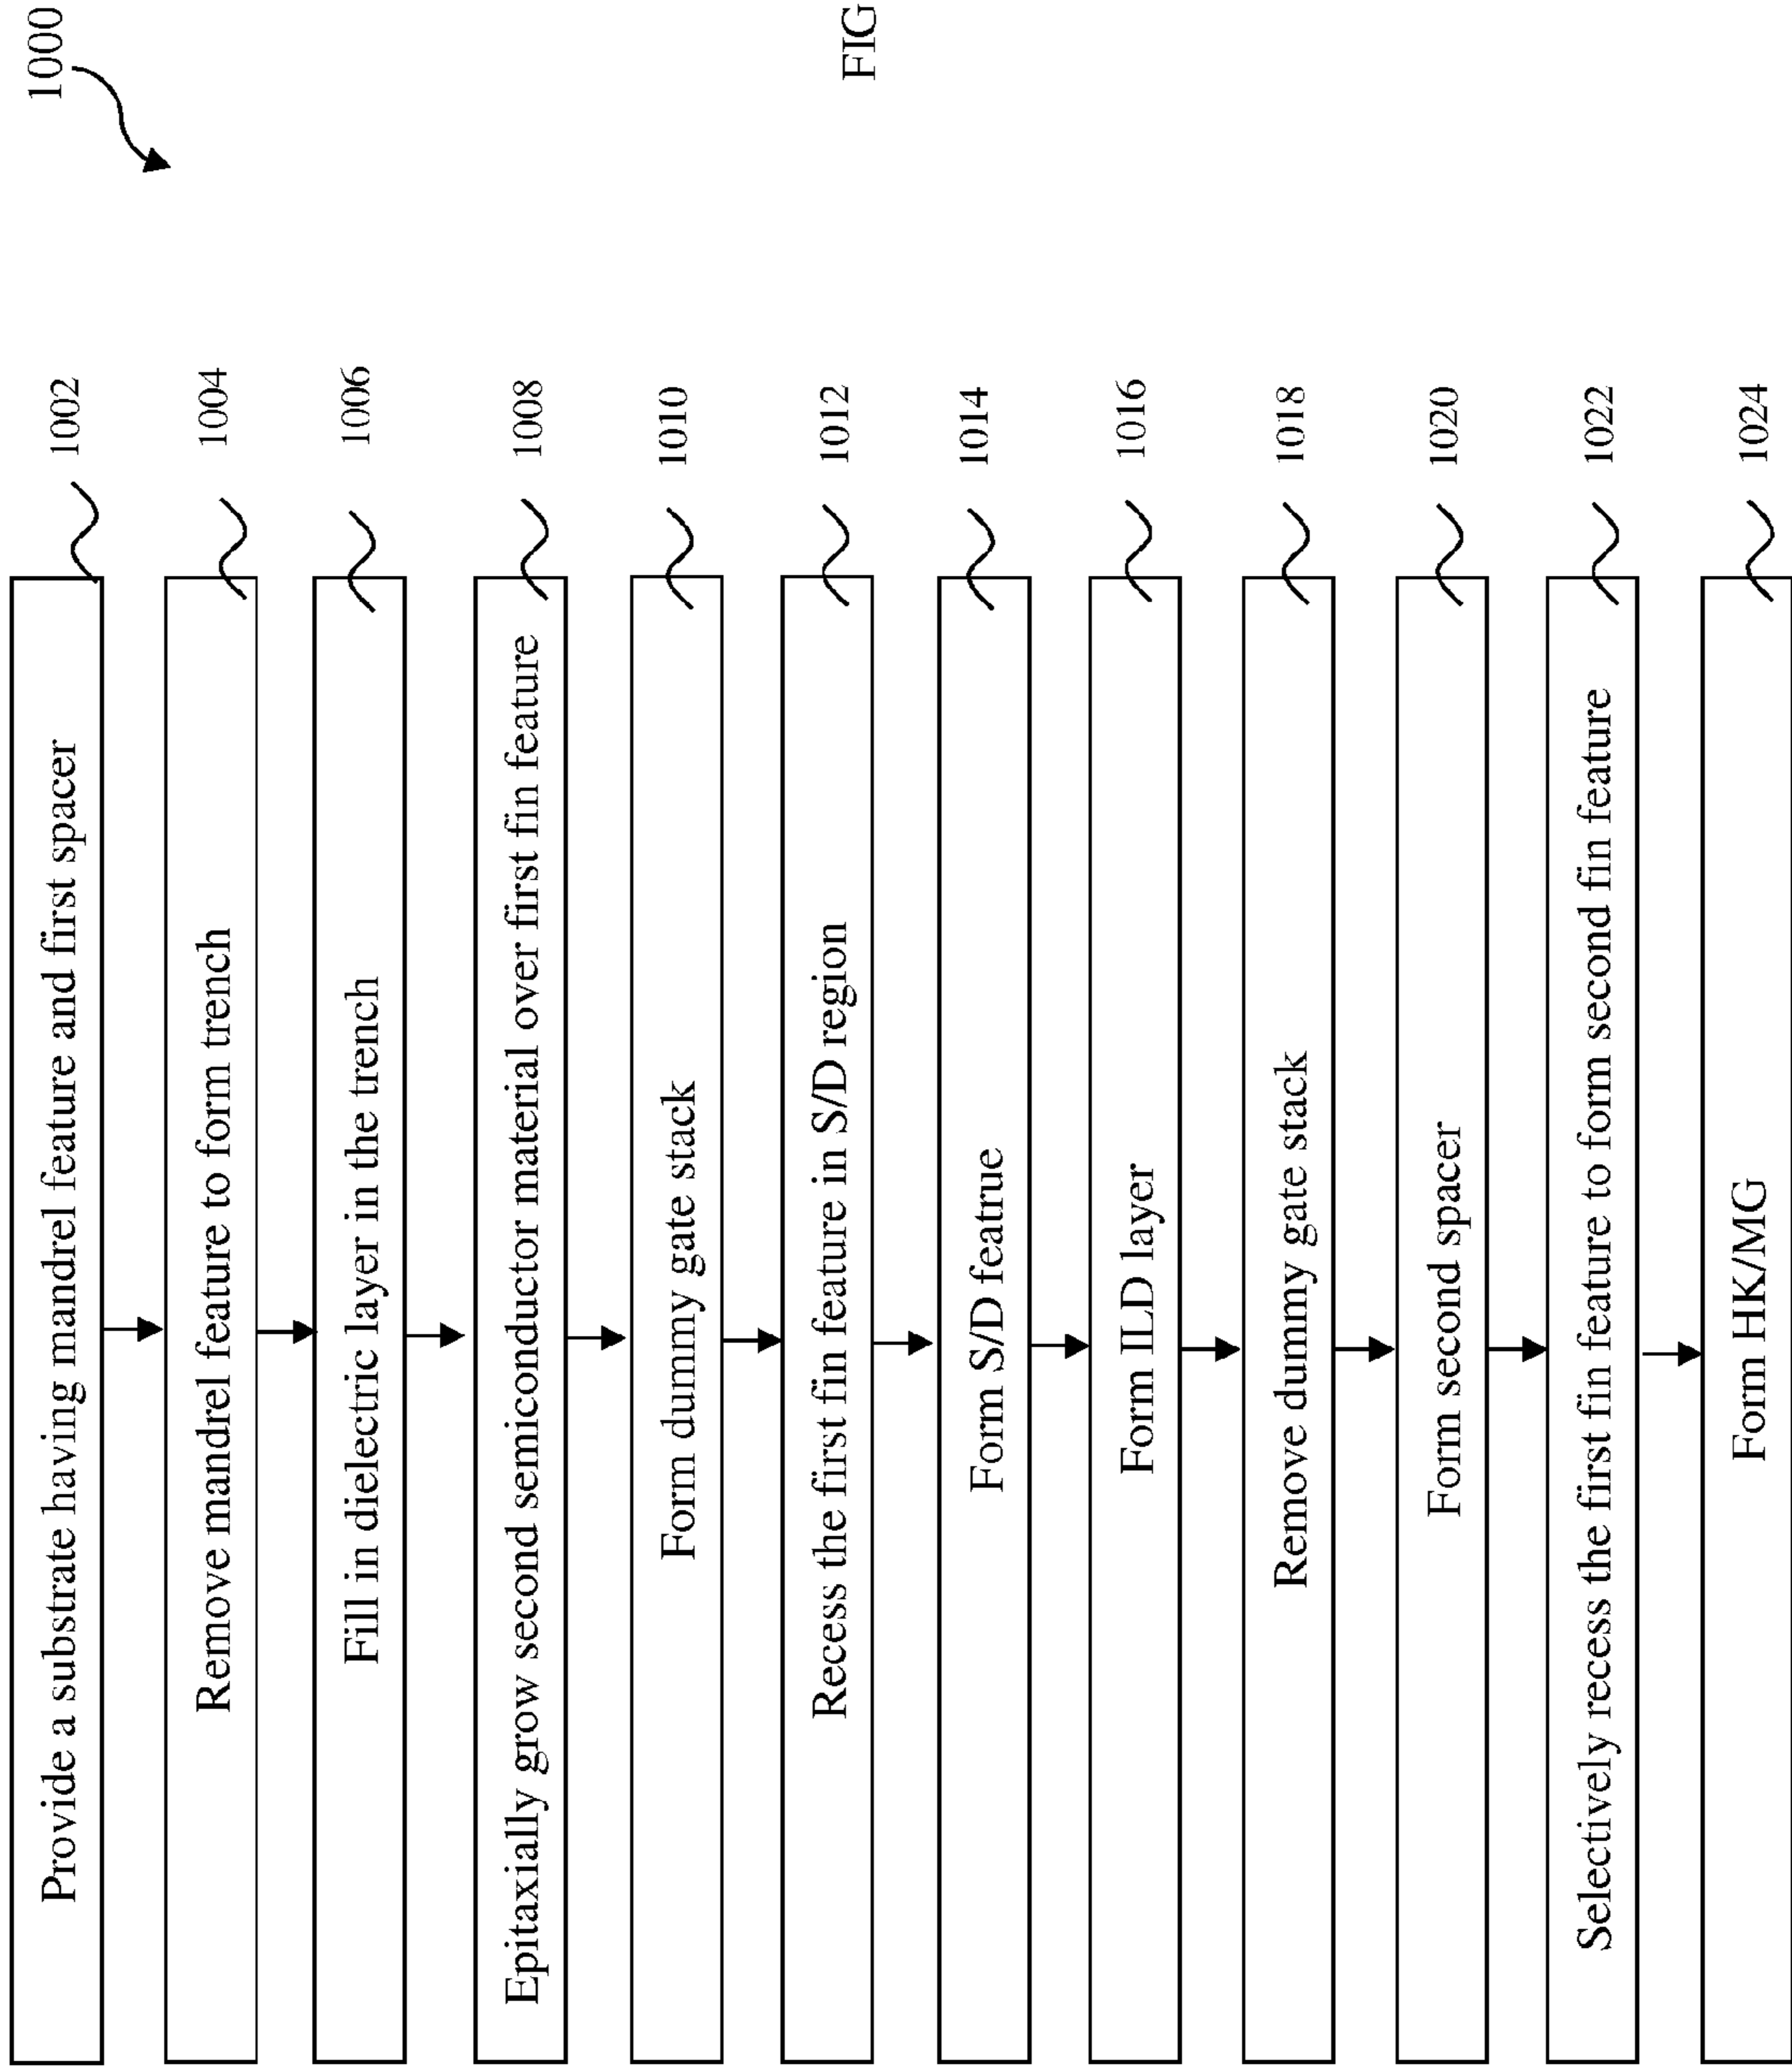 1000
Provide a substrate having mandrel feature and first spacer
1002
Remove mandrel feature to form trench
1004
Fill in dielectric layer in the trench
1006
Epitaxially grow second semiconductor material over first fin feature
1008
Form dummy gate stack
1010
Recess the first fin feature in S/D region
1012
Form S/D featrue
1014
Form ILD layer
1016
Remove dummy gate stack
1018
Form second spacer
1020
Selectively recess the first fin feature to form second fin feature
1022
Form HK/MG
1024
FIG